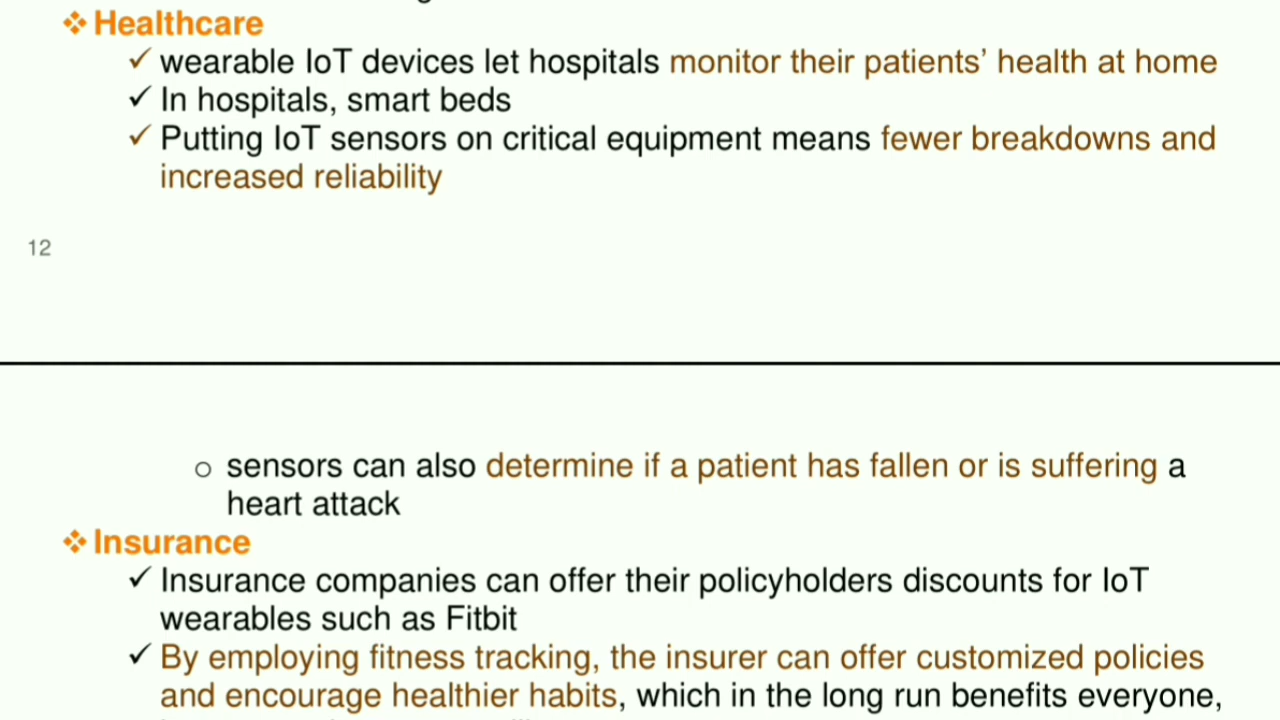 ❖ Healthcare
✓ wearable IoT devices let hospitals monitor their patients’ health at home
✓ In hospitals, smart beds
✓ Putting IoT sensors on critical equipment means fewer breakdowns and
increased reliability
12
o sensors can also determine if a patient has fallen or is suffering a
heart attack
❖ Insurance
✓ Insurance companies can offer their policyholders discounts for IoT
wearables such as Fitbit
✓ By employing fitness tracking, the insurer can offer customized policies
and encourage healthier habits, which in the long run benefits everyone,